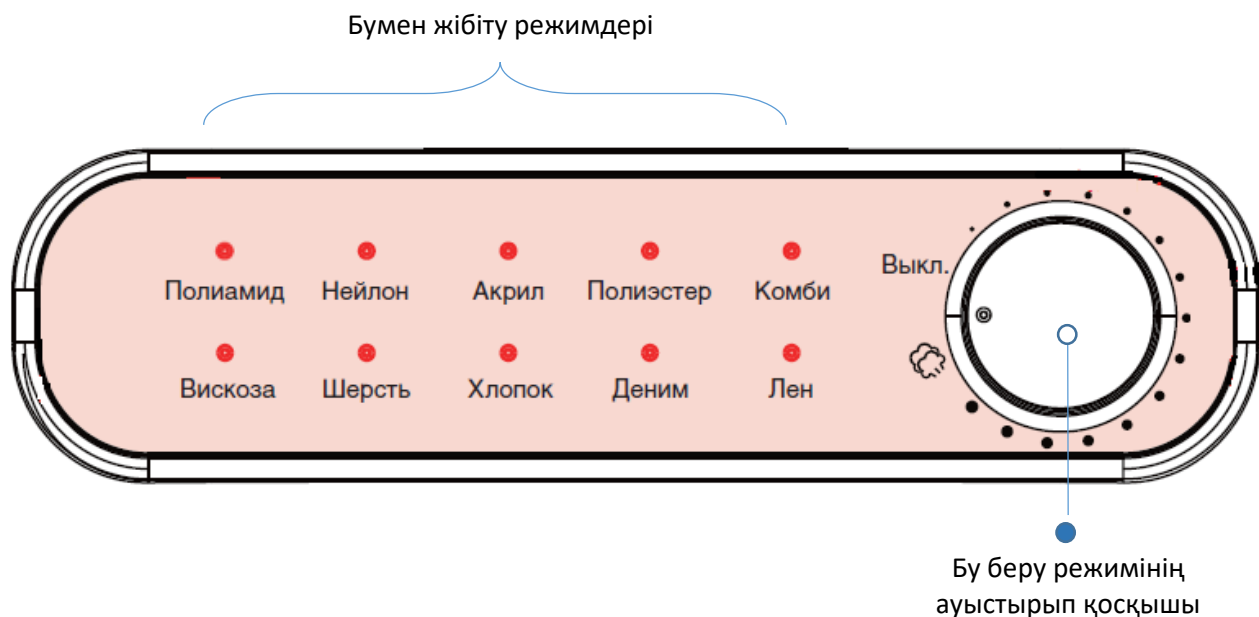 Бумен жібіту режимдері
Выкл.
Полиамид Нейлон Акрил Полиэстер Комби
Вискоза Шерсть Хлопок Деним Лен
Бу беру режимінің
ауыстырып қосқышы